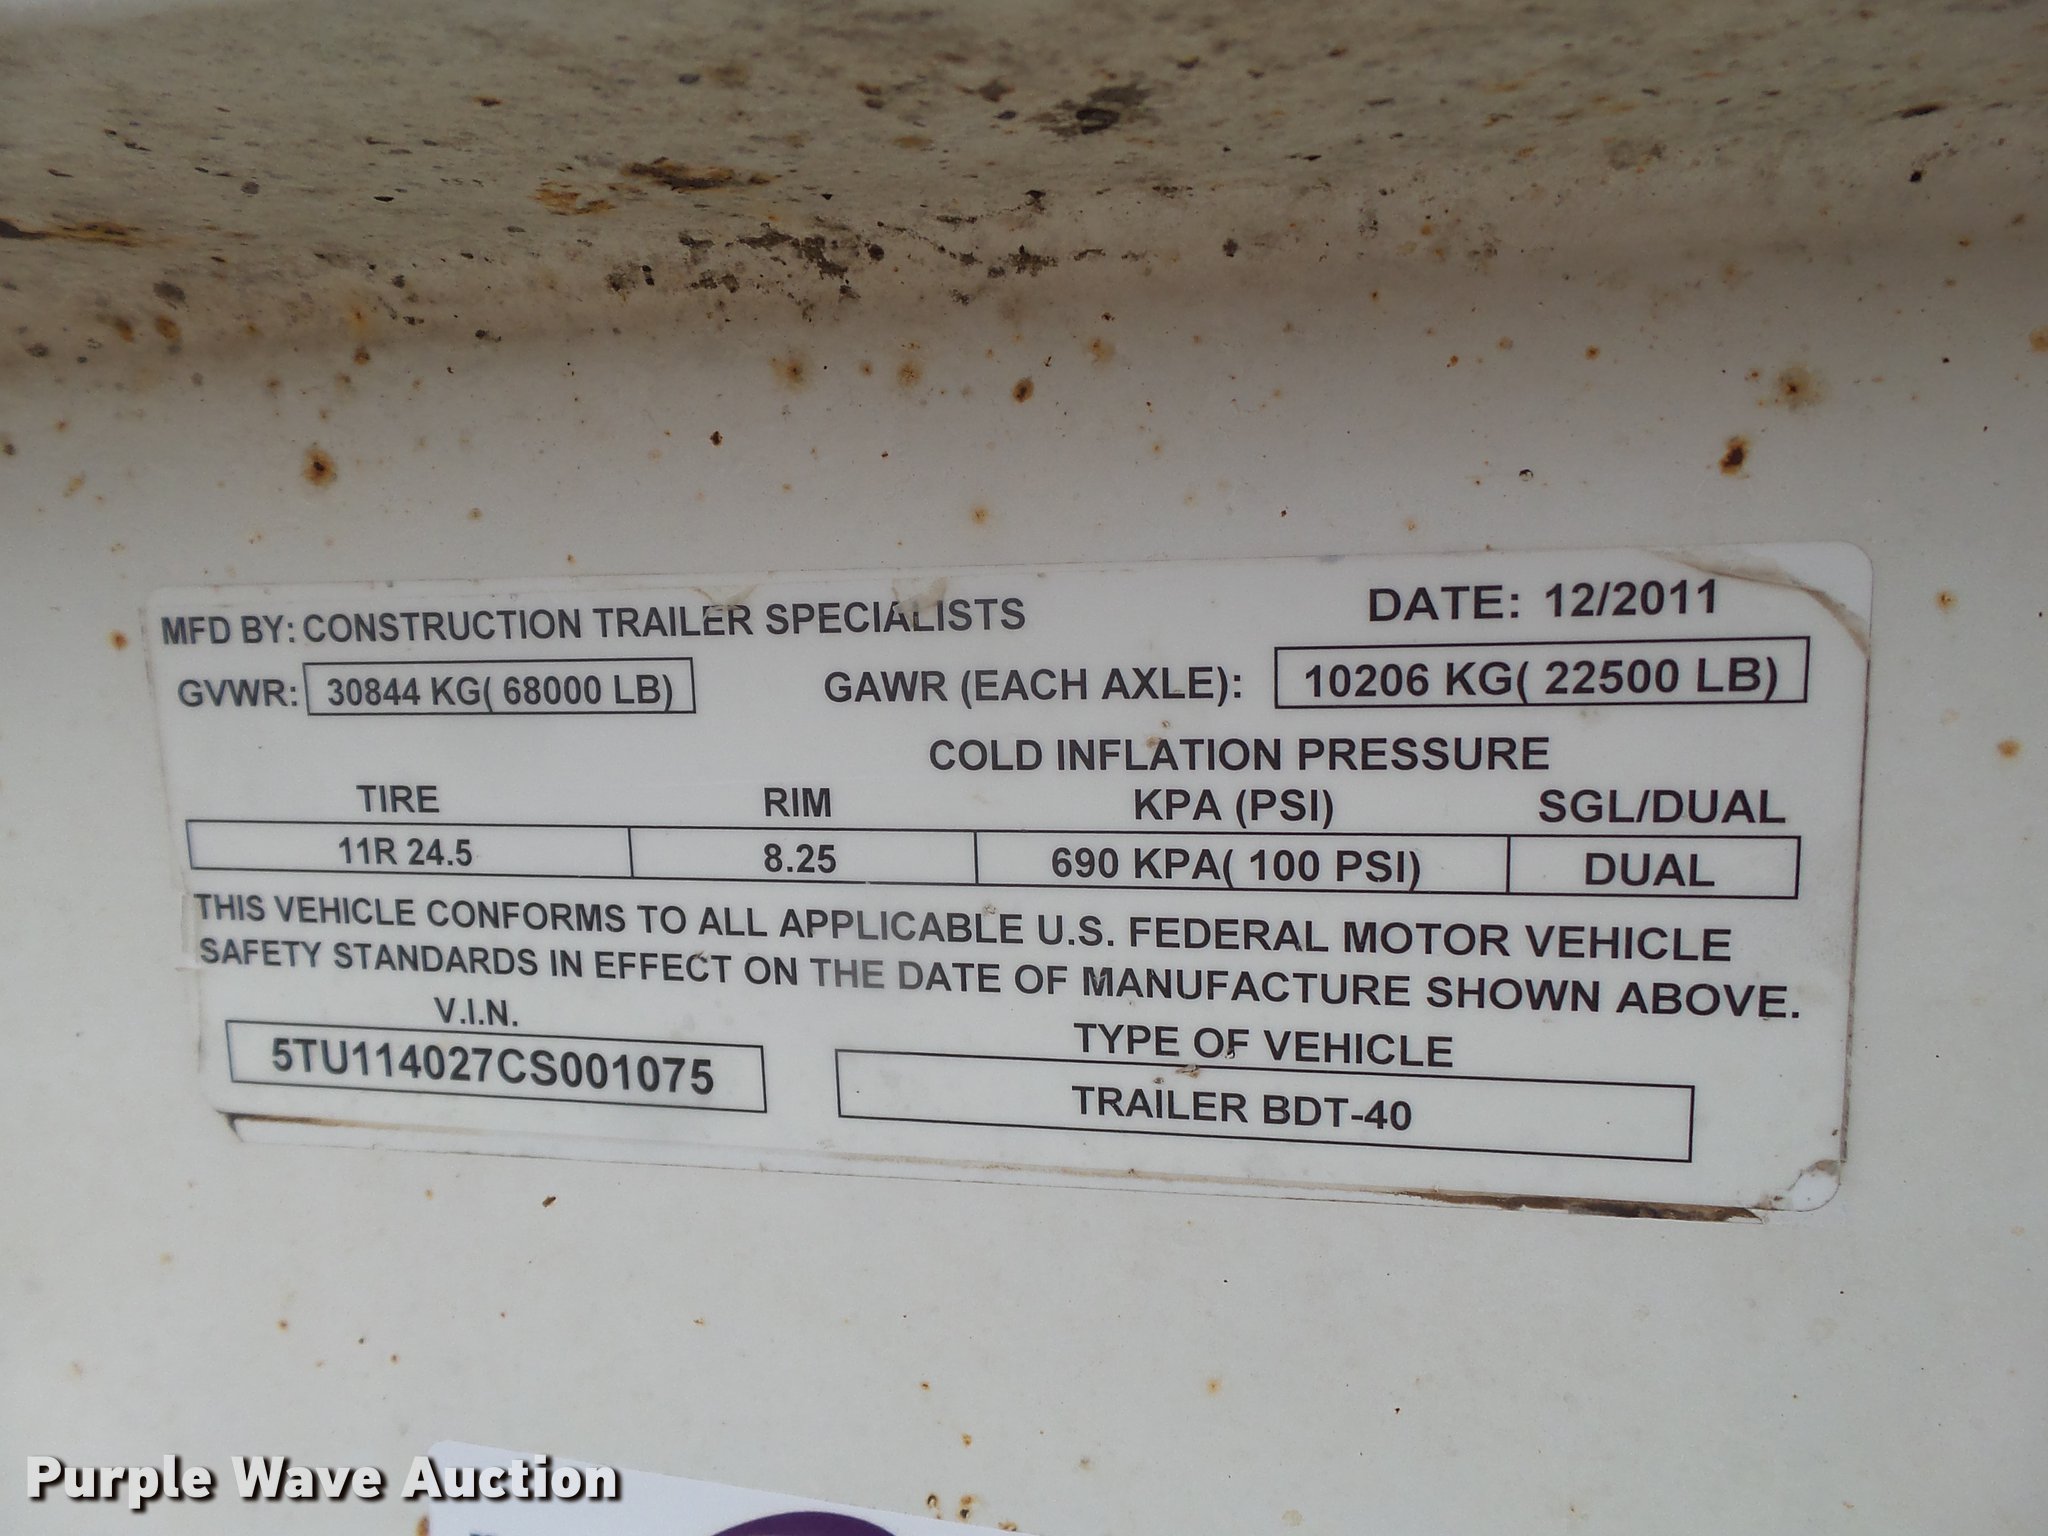 MFD BY: CONSTRUCTION TRAILER SPECIALISTS DATE: 12/2011
GVWR: 30844 KG( 68000 LB) GAWR (EACH AXLE): 10206 KG( 22500 LB)
COLD INFLATION PRESSURE
TIRE RIM KPA (PSI) SGL/DUAL
11R 24.5 8.25 690 KPA( 100 PSI) DUAL
THIS VEHICLE CONFORMS TO ALL APPLICABLE U.S. FEDERAL MOTOR VEHICLE
SAFETY STANDARDS IN EFFECT ON THE DATE OF MANUFACTURE SHOWN ABOVE.
V.I.N. TYPE OF VEHICLE
5TU114027CS001075 TRAILER BDT-40
Purple Wave Auction